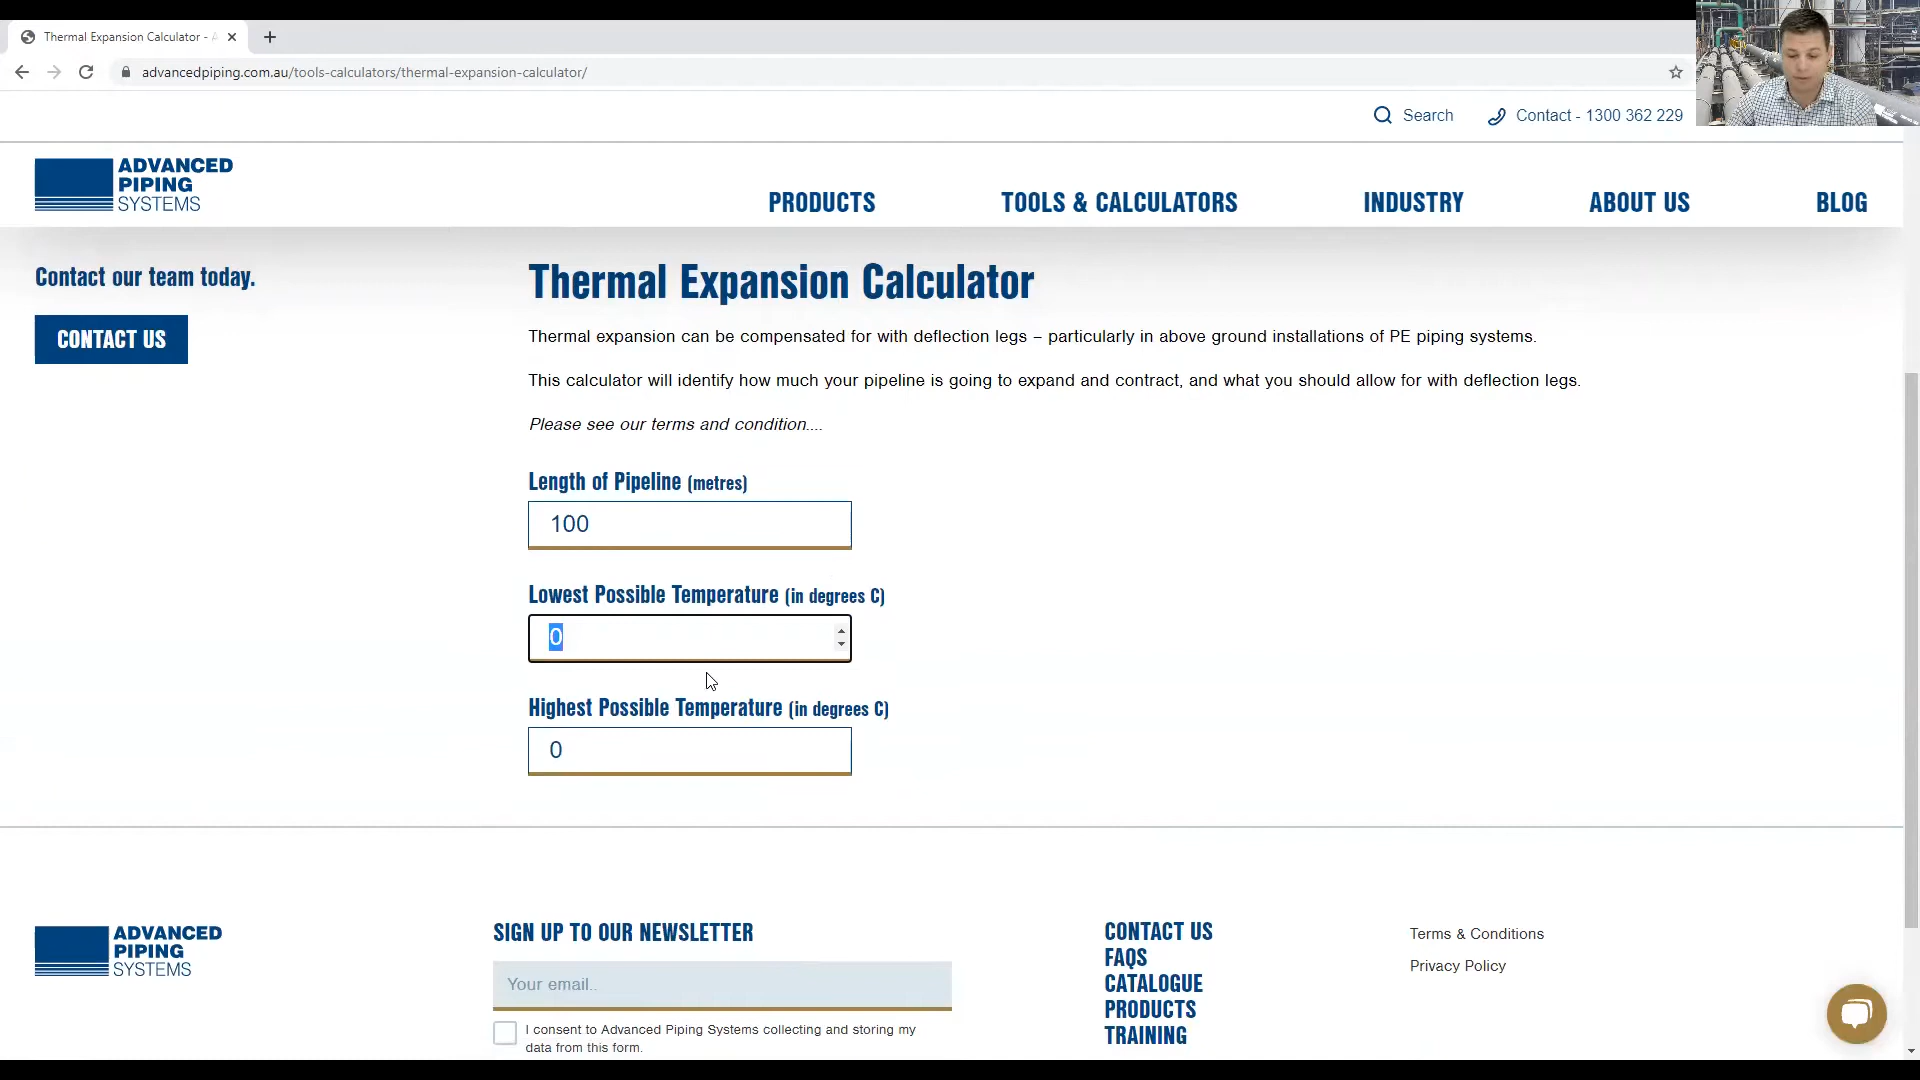 Thermal Expansion Calculator -
advancedpiping.com.au/tools-calculators/thermal-expansion-calculator/
Search
Contact - 1300 362 229
ADVANCED
PIPING
SYSTEMS
PRODUCTS
TOOLS & CALCULATORS
INDUSTRY
ABOUT US
BLOG
Contact our team today.
CONTACT US
Thermal Expansion Calculator
Thermal expansion can be compensated for with deflection legs – particularly in above ground installations of PE piping systems.
This calculator will identify how much your pipeline is going to expand and contract, and what you should allow for with deflection legs.
Please see our terms and condition....
Length of Pipeline (metres)
100
Lowest Possible Temperature (in degrees C)
0
Highest Possible Temperature (in degrees C)
0
ADVANCED
PIPING
SYSTEMS
SIGN UP TO OUR NEWSLETTER
Your email..
I consent to Advanced Piping Systems collecting and storing my
data from this form.
CONTACT US
FAQS
CATALOGUE
PRODUCTS
TRAINING
Terms & Conditions
Privacy Policy